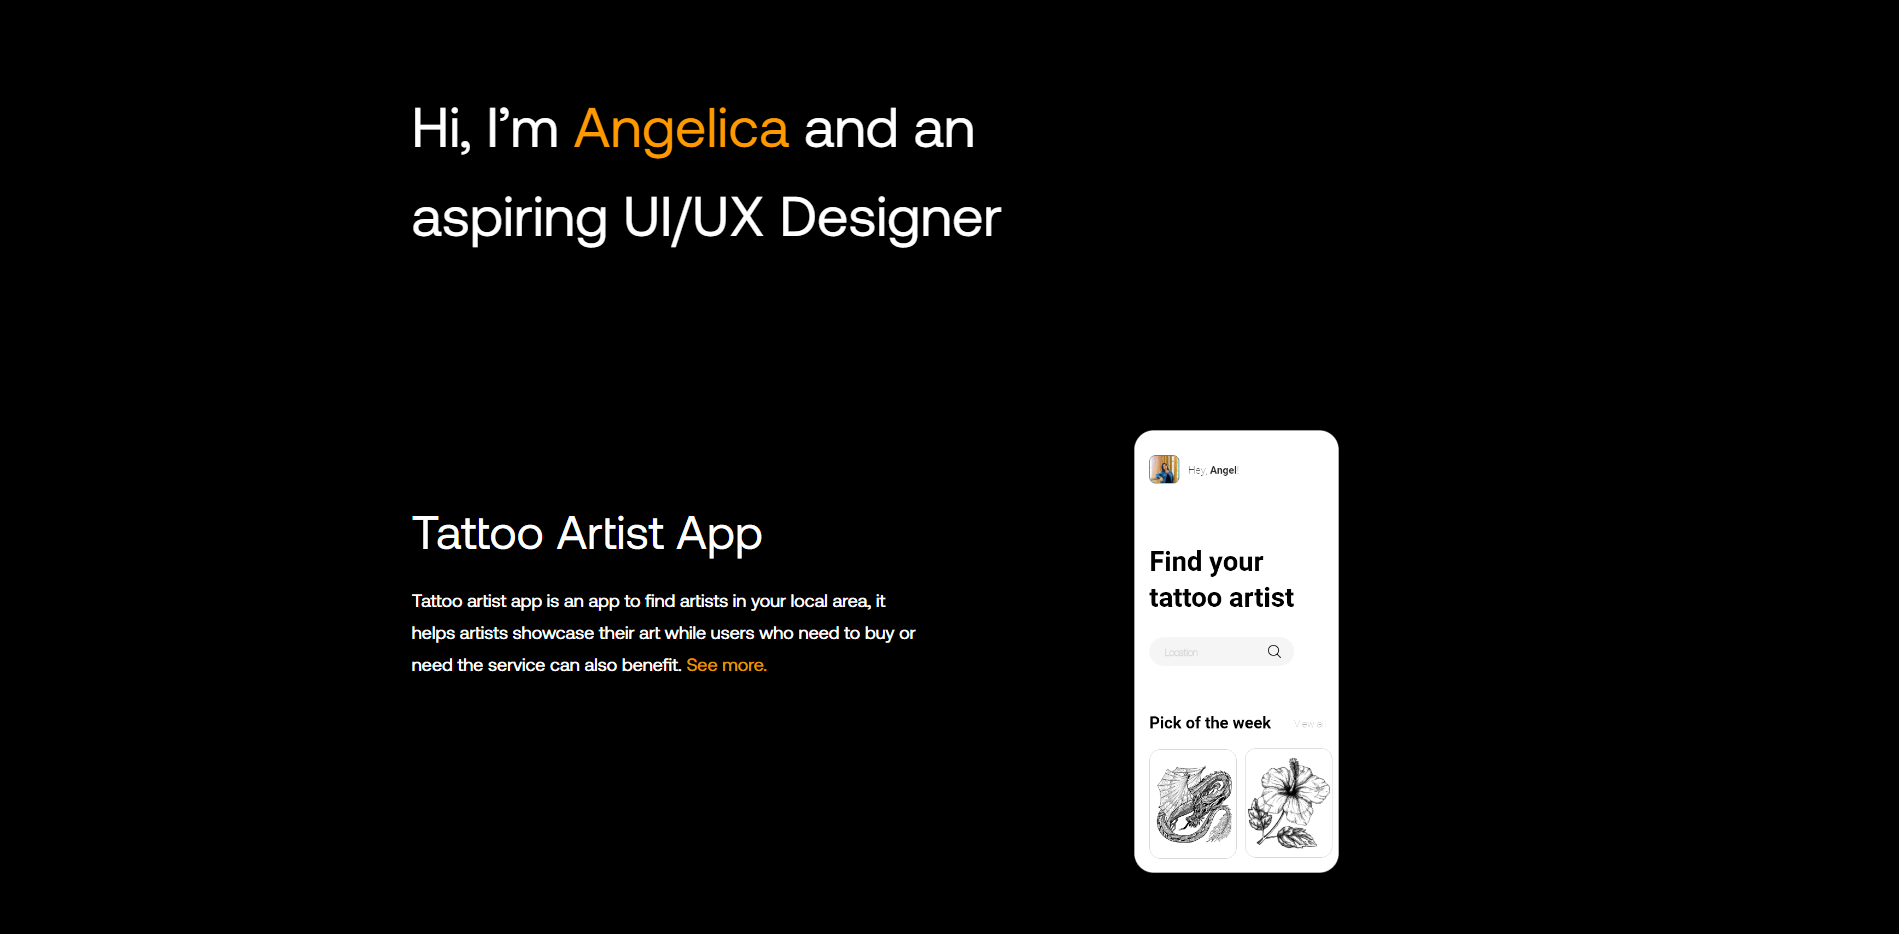 Hi, I’m Angelica and an
aspiring UI/UX Designer
Tattoo Artist App
Tattoo artist app is an app to find artists in your local area, it
helps artists showcase their art while users who need to buy or
need the service can also benefit. See more.
Hey, Angel!
Find your
tattoo artist
Location
Pick of the week
View all